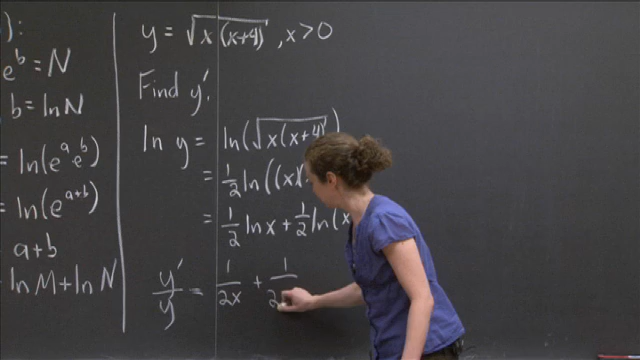 ):
e^b = N
b = ln N
= ln(e^a e^b)
= ln(e^(a+b))
a+b
ln M + ln N
y = √x(x+4), x>0
Find y'.
ln y = ln(√x(x+4))
= 1/2 ln((x)(
= 1/2 ln x + 1/2 ln(x
y'/y = 1/2x + 1/2